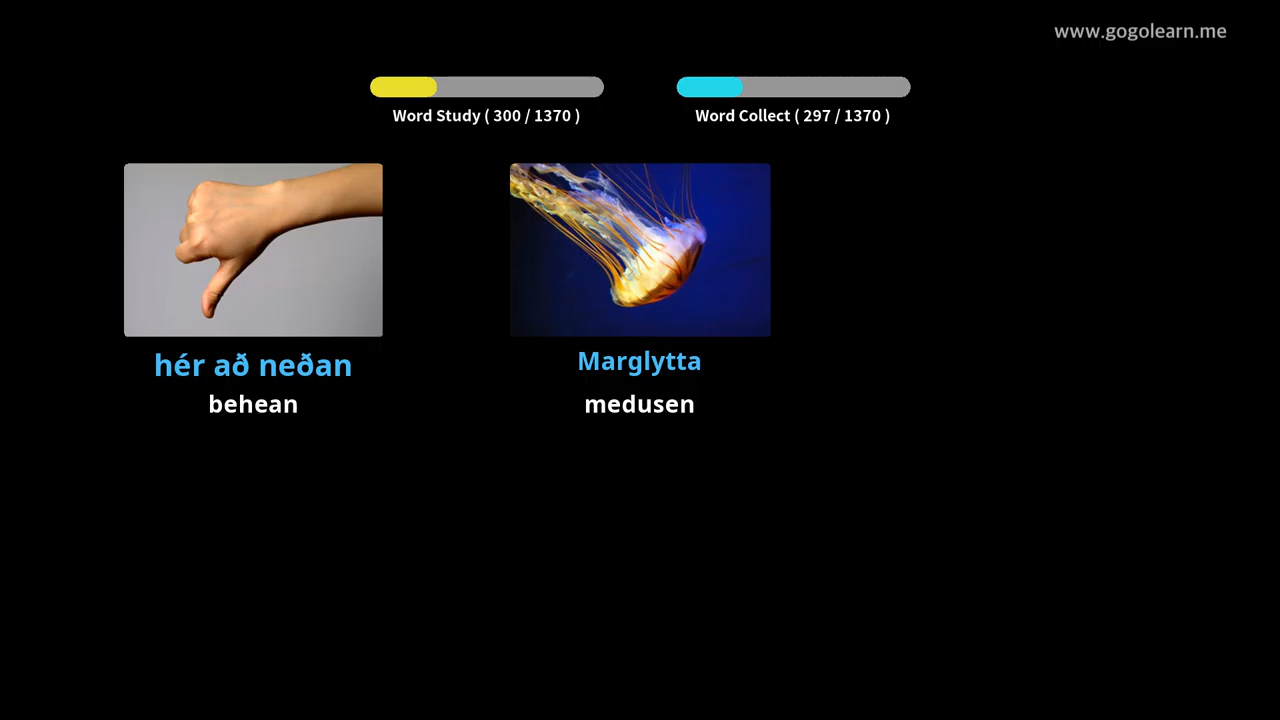 www.gogolearn.me
Word Study ( 300 / 1370 )
Word Collect ( 297 / 1370 )
hér að neðan
behean
Marglytta
medusen